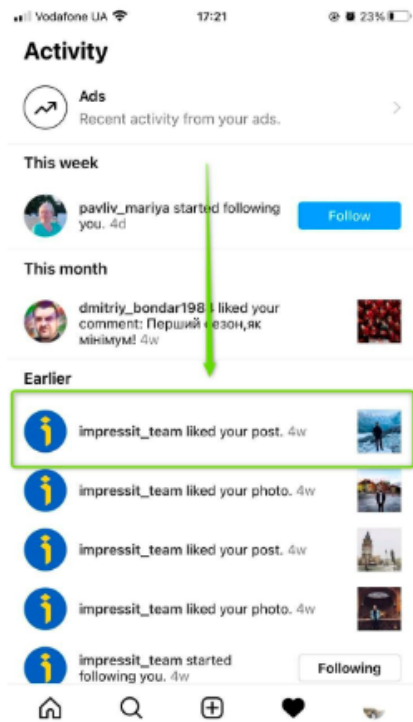 Vodafone UA 17:21 23%
Activity
Ads
Recent activity from your ads.
This week
pavliv_mariya started following
you. 4d
Follow
This month
dmitriy_bondar1984 liked your
comment: Перший сезон,як
мінімум! 4w
Earlier
impressit_team liked your post. 4w
impressit_team liked your photo. 4w
impressit_team liked your post. 4w
impressit_team liked your photo. 4w
impressit_team started
following you. 4w
Following